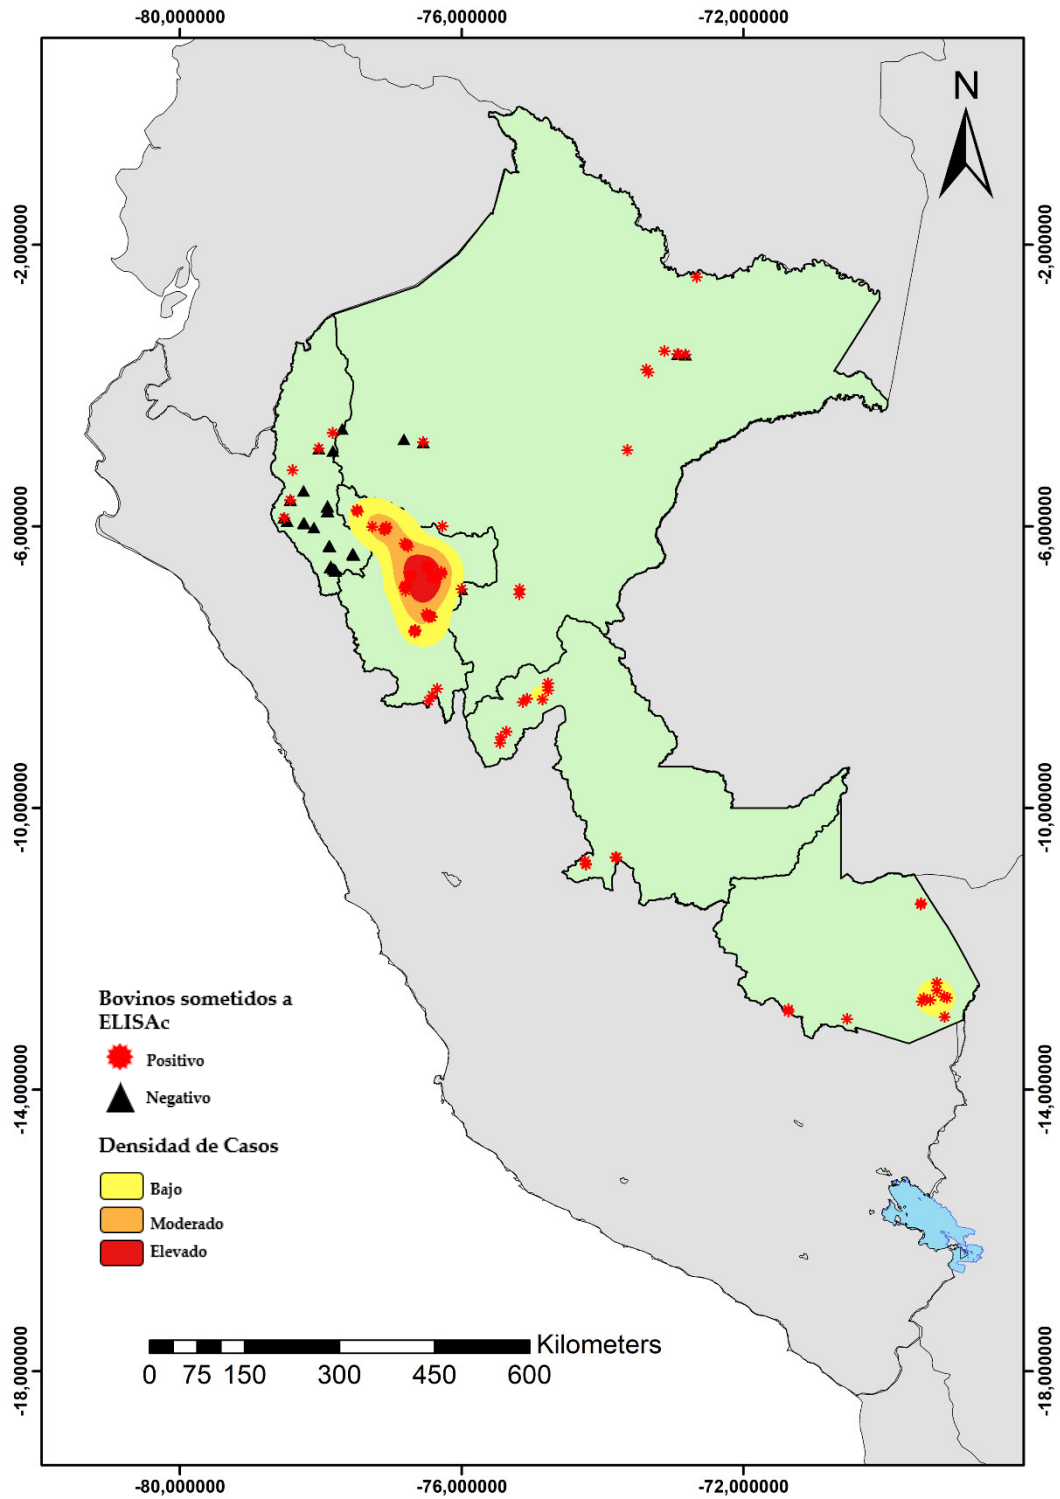 -80,000000 -76,000000 -72,000000
N
-2,000000 -2,000000
-6,000000 -6,000000
-10,000000 -10,000000
Bovinos sometidos a
ELISAc
Positivo
Negativo
-14,000000 -14,000000
Densidad de Casos
Bajo
Moderado
Elevado
Kilometers
0 75 150 300 450 600
-18,000000 -18,000000
-80,000000 -76,000000 -72,000000